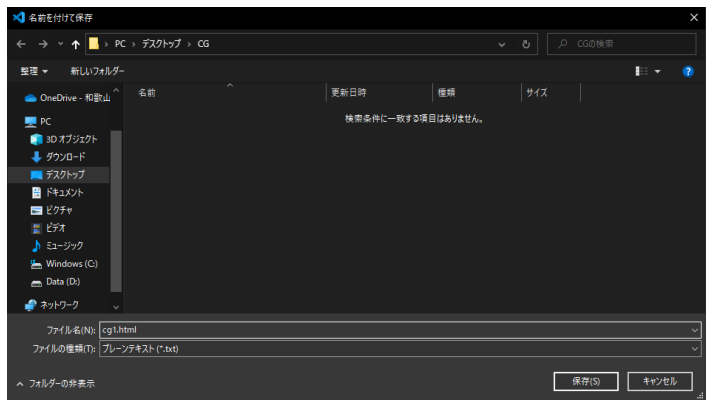 名前を付けて保存
PC › デスクトップ › CG
CGの検索
整理 新しいフォルダー
名前 更新日時 種類 サイズ
検索条件に一致する項目はありません。
OneDrive - 和歌山
PC
3D オブジェクト
ダウンロード
デスクトップ
ドキュメント
ピクチャ
ビデオ
ミュージック
Windows (C:)
Data (D:)
ネットワーク
ファイル名(N): cg1.html
ファイルの種類(T): プレーンテキスト (*.txt)
フォルダーの非表示 保存(S) キャンセル